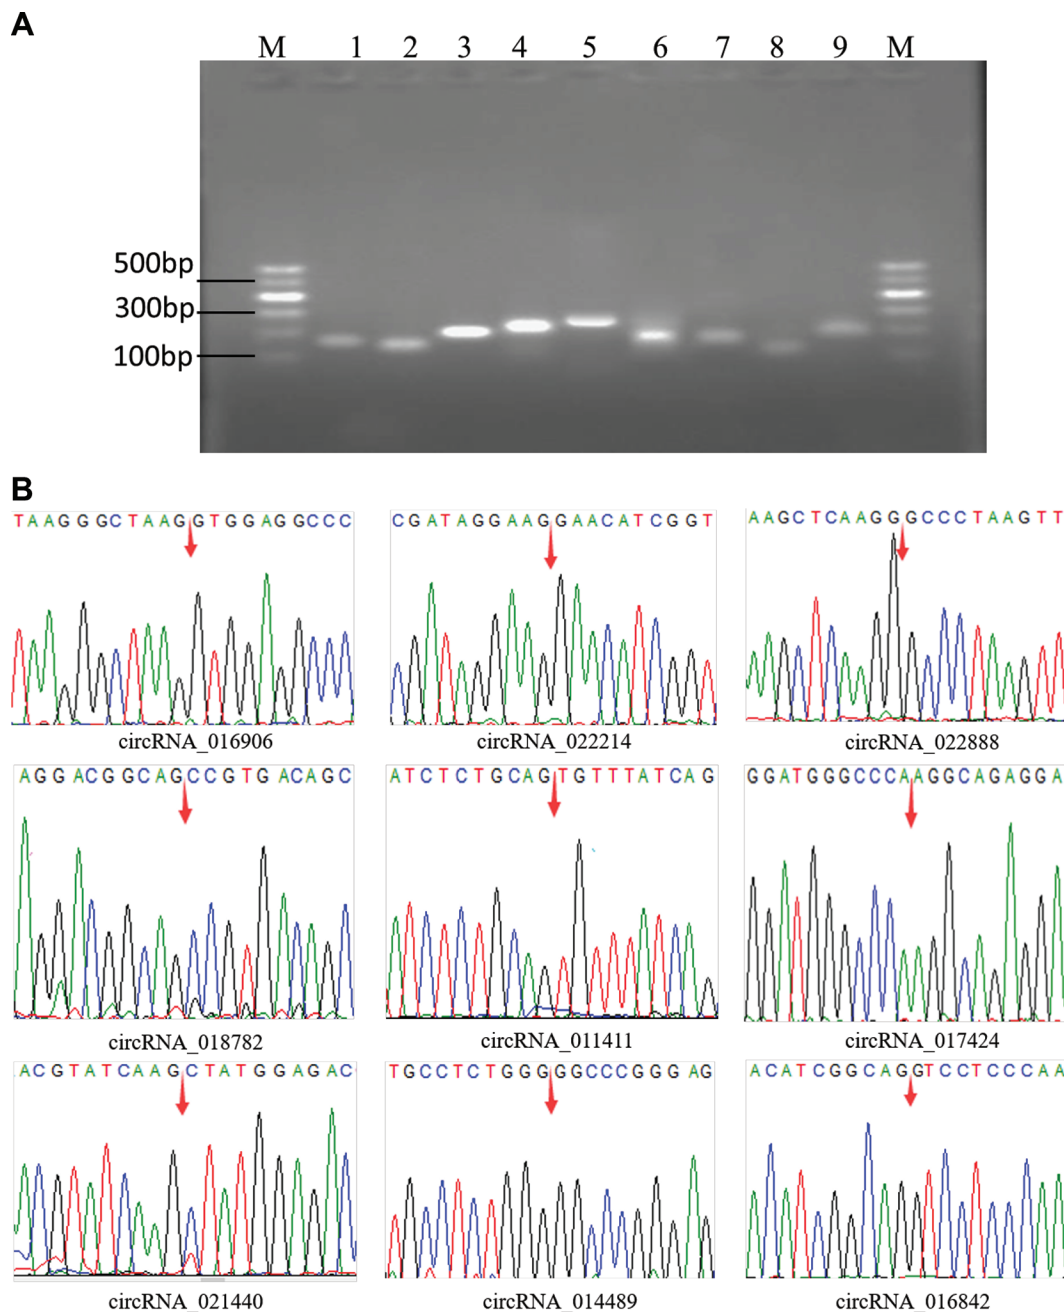 A
M 1 2 3 4 5 6 7 8 9 M
500bp
300bp
100bp
B
TAAGGGCTAAGGTGGAGGCCC
CGATAGGAAGGAACATCGGT
AAGCTCAAGGGCCCTAAGTT
circRNA_016906
circRNA_022214
circRNA_022888
AGGACGGCAGCCGTGACAGC
ATCTCTGCAGTGTTTATCAG
GGATGGGCCCAAGGCAGAGGA
circRNA_018782
circRNA_011411
circRNA_017424
ACGTATCAAGCTATGGAGAC
TGCCTCTGGGGGCCCGGGAG
ACATCGGCAGGTCCTCCCAA
circRNA_021440
circRNA_014489
circRNA_016842